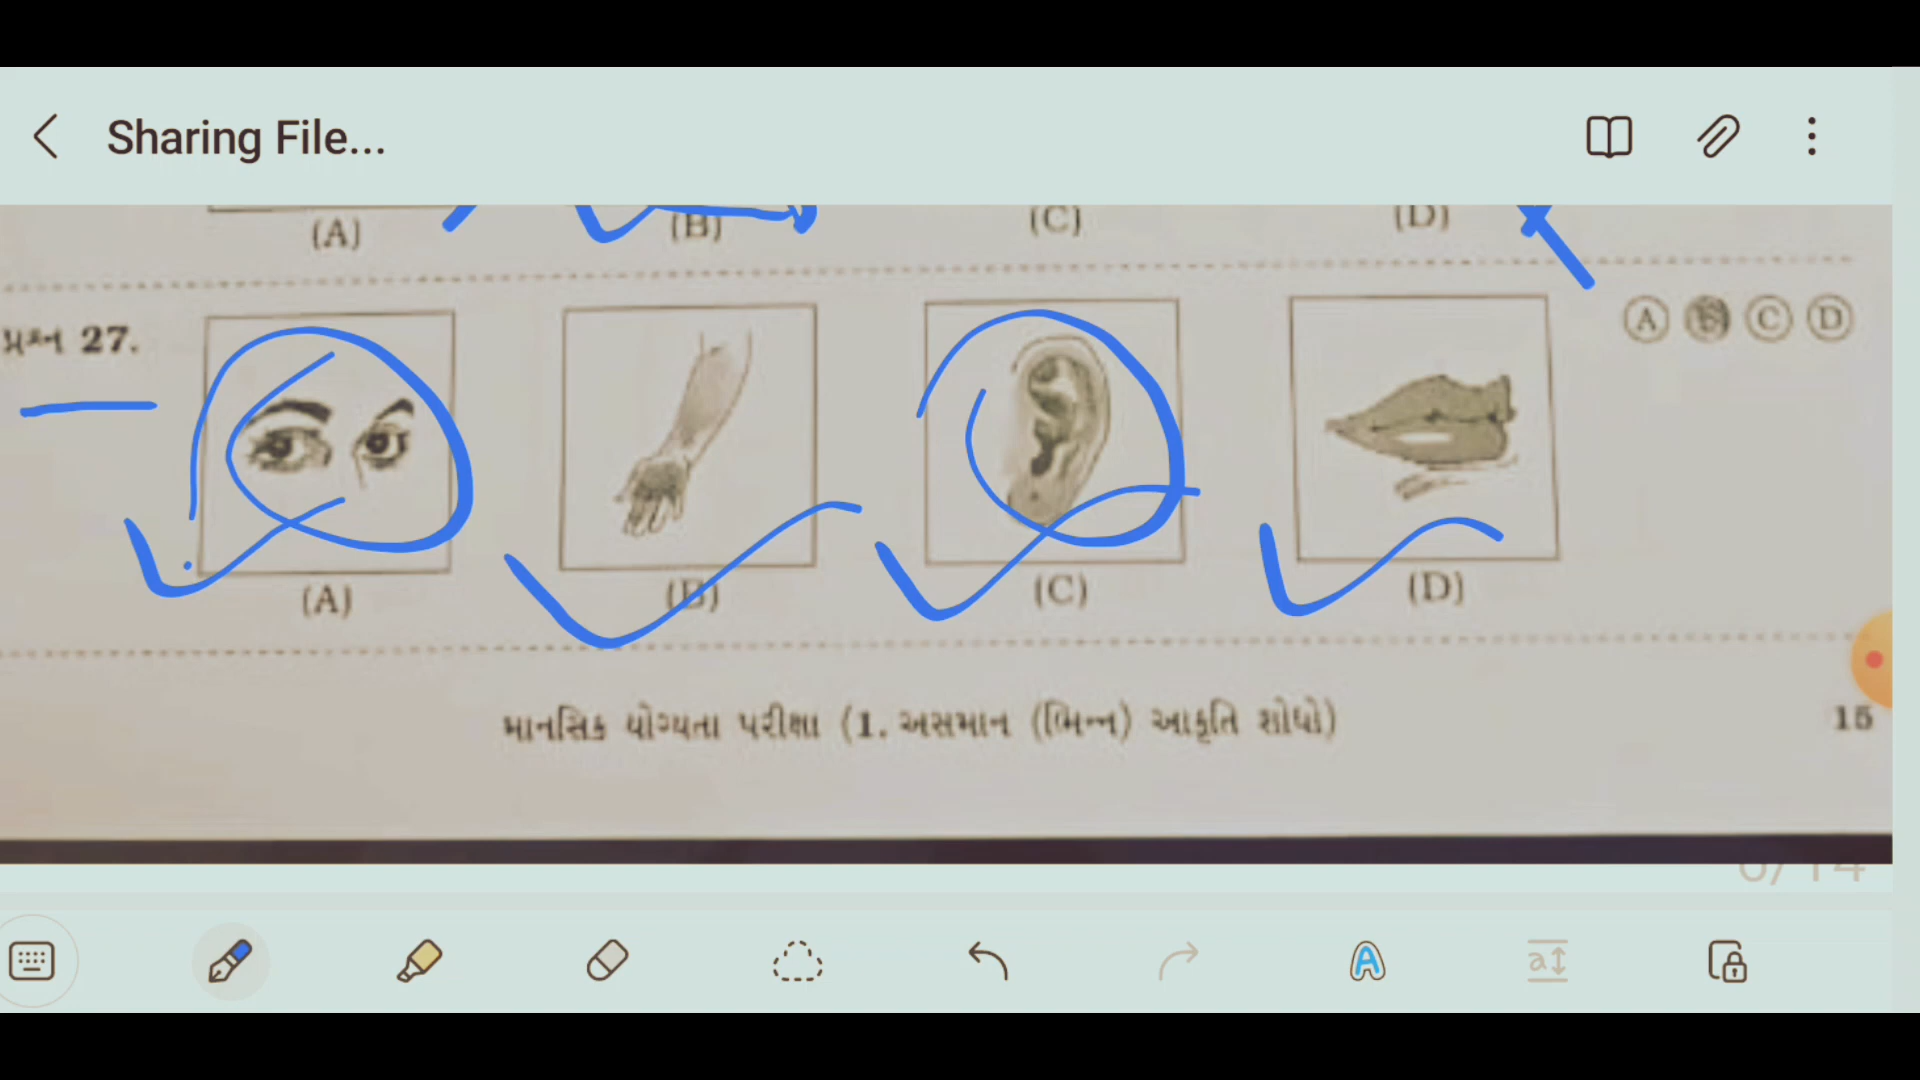 Sharing File...
(A) (B) (C) (D)
પ્રશ્ન 27.
A B C D
(A) (B) (C) (D)
માનસિક યોગ્યતા પરીક્ષા (1. અસમાન (ભિન્ન) આકૃતિ શોધો)
15